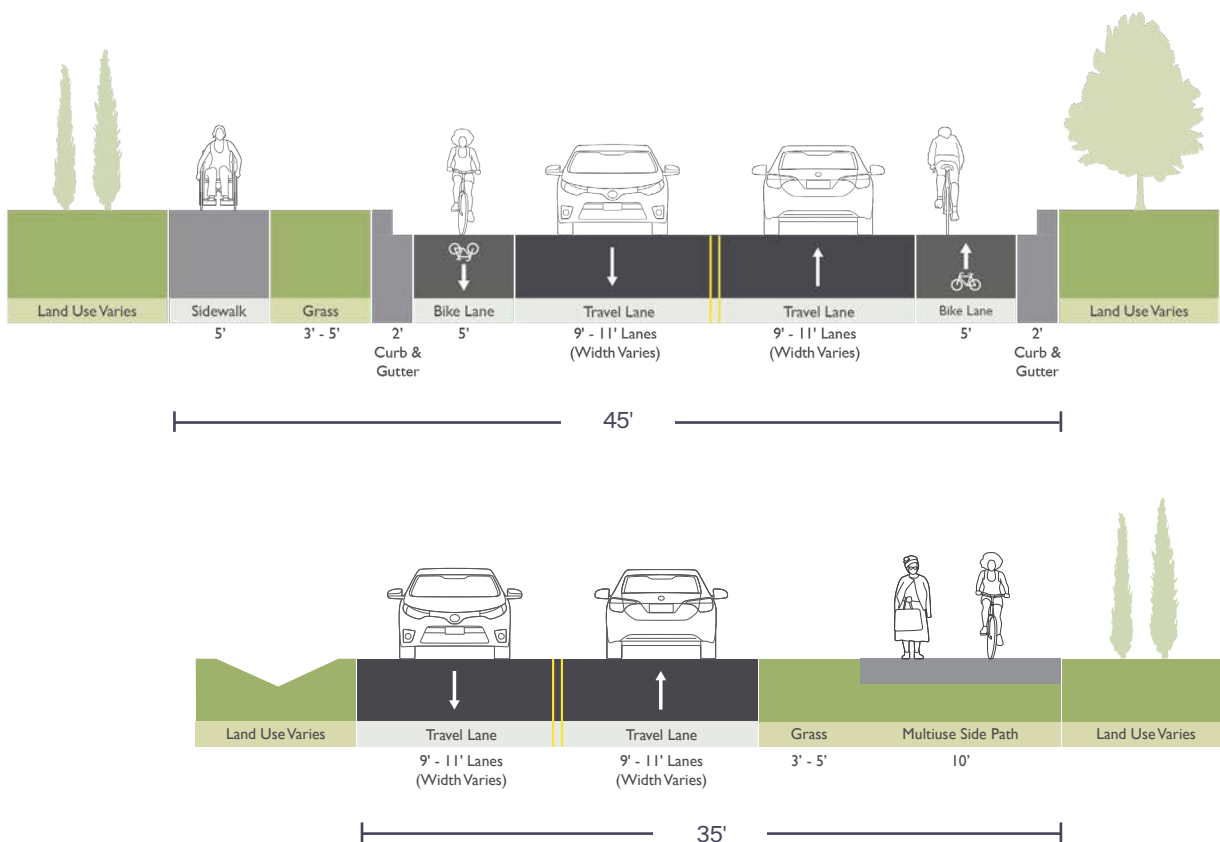 Land Use Varies
Sidewalk
Grass
Bike Lane
Travel Lane
Travel Lane
Bike Lane
Land Use Varies
5’
3’ - 5’
2’
Curb &
Gutter
5’
9’ - 11’ Lanes
(Width Varies)
9’ - 11’ Lanes
(Width Varies)
5’
2’
Curb &
Gutter
45'
Land Use Varies
Travel Lane
Travel Lane
Grass
Multiuse Side Path
Land Use Varies
9’ - 11’ Lanes
(Width Varies)
9’ - 11’ Lanes
(Width Varies)
3’ - 5’
10’
35'